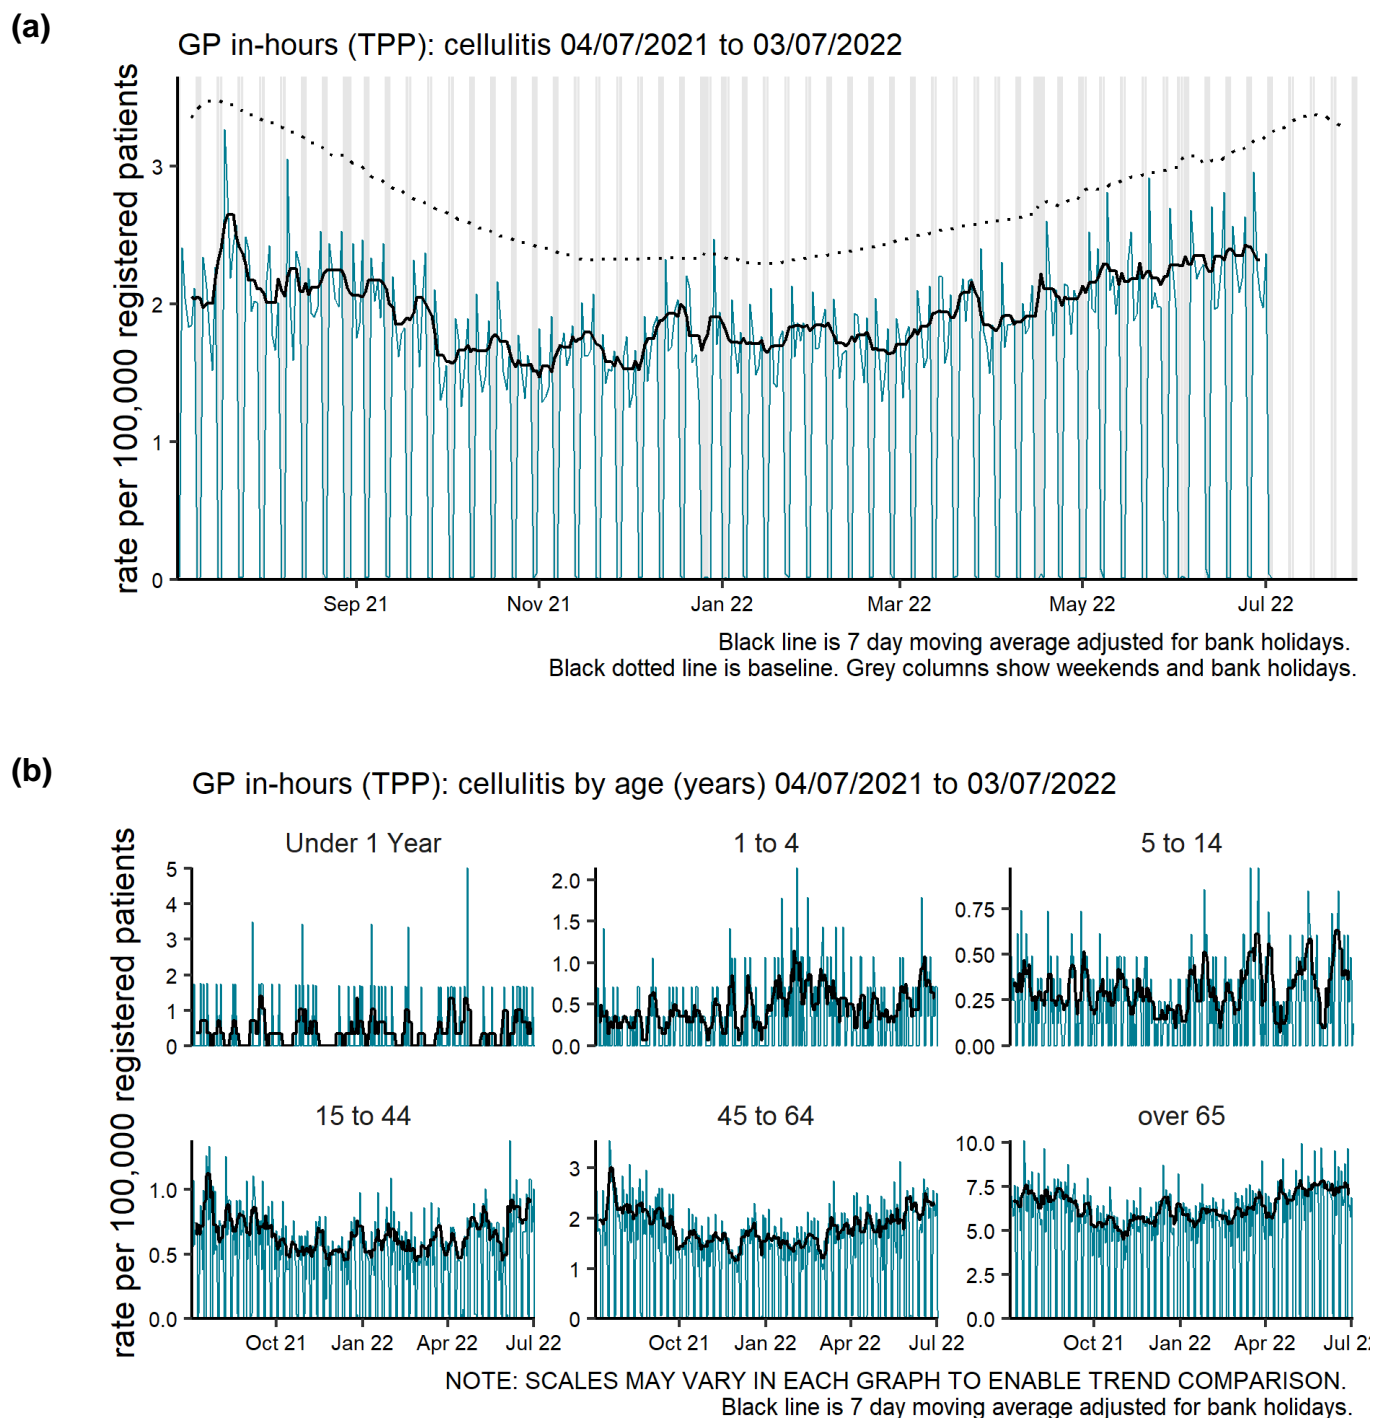 (a)
GP in-hours (TPP): cellulitis 04/07/2021 to 03/07/2022
rate per 100,000 registered patients
3
2
1
0
Sep 21
Nov 21
Jan 22
Mar 22
May 22
Jul 22
Black line is 7 day moving average adjusted for bank holidays.
Black dotted line is baseline. Grey columns show weekends and bank holidays.
(b)
GP in-hours (TPP): cellulitis by age (years) 04/07/2021 to 03/07/2022
rate per 100,000 registered patients
Under 1 Year
5
4
3
2
1
0
1 to 4
2.0
1.5
1.0
0.5
0.0
5 to 14
0.75
0.50
0.25
0.00
15 to 44
1.0
0.5
0.0
Oct 21 Jan 22 Apr 22 Jul 22
45 to 64
3
2
1
0
Oct 21 Jan 22 Apr 22 Jul 22
over 65
10.0
7.5
5.0
2.5
0.0
Oct 21 Jan 22 Apr 22 Jul 2
NOTE: SCALES MAY VARY IN EACH GRAPH TO ENABLE TREND COMPARISON.
Black line is 7 day moving average adjusted for bank holidays.